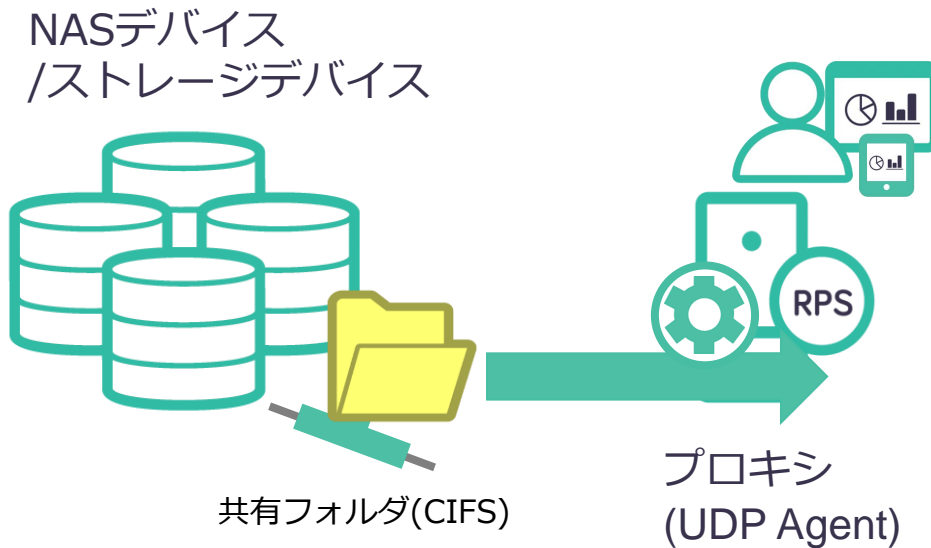 NASデバイス
/ストレージデバイス
RPS
共有フォルダ(CIFS)
プロキシ
(UDP Agent)